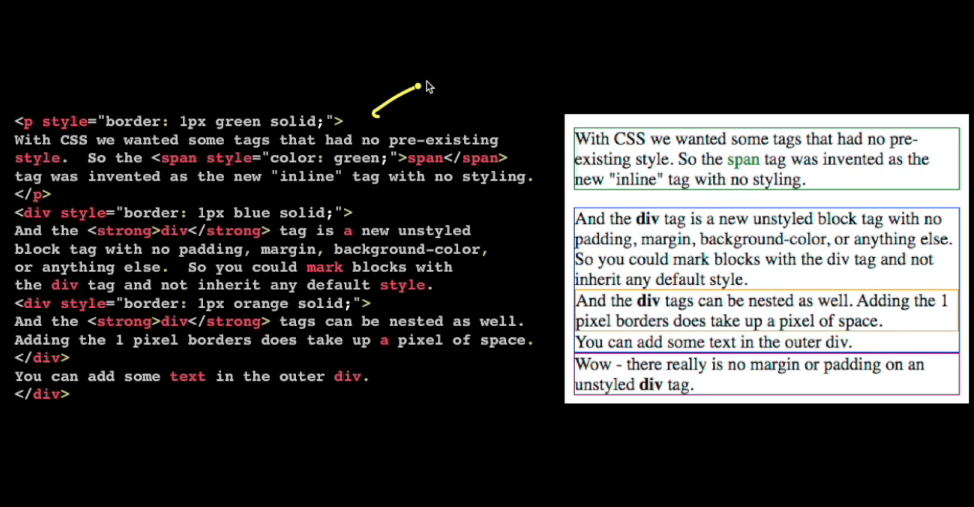 <p style="border: 1px green solid;">
With CSS we wanted some tags that had no pre-existing
style.  So the <span style="color: green;">span</span>
tag was invented as the new "inline" tag with no styling.
</p>
<div style="border: 1px blue solid;">
And the <strong>div</strong> tag is a new unstyled
block tag with no padding, margin, background-color,
or anything else.  So you could mark blocks with
the div tag and not inherit any default style.
<div style="border: 1px orange solid;">
And the <strong>div</strong> tags can be nested as well.
Adding the 1 pixel borders does take up a pixel of space.
</div>
You can add some text in the outer div.
</div>
With CSS we wanted some tags that had no pre-
existing style. So the span tag was invented as the
new "inline" tag with no styling.
And the div tag is a new unstyled block tag with no
padding, margin, background-color, or anything else.
So you could mark blocks with the div tag and not
inherit any default style.
And the div tags can be nested as well. Adding the 1
pixel borders does take up a pixel of space.
You can add some text in the outer div.
Wow - there really is no margin or padding on an
unstyled div tag.